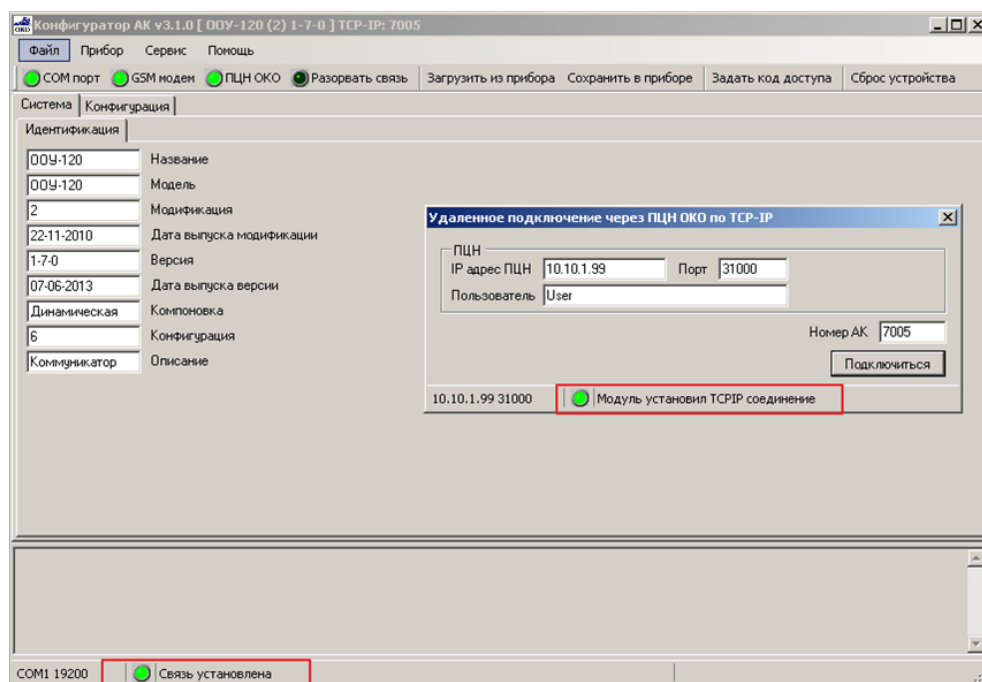 око Конфигуратор АК v3.1.0 [ ООУ-120 (2) 1-7-0 ] TCP-IP: 7005
Файл Прибор Сервис Помощь
COM порт GSM модем ПЦН ОКО Разорвать связь Загрузить из прибора Сохранить в приборе Задать код доступа Сброс устройства
Система Конфигурация
Идентификация
ООУ-120 Название
ООУ-120 Модель
2 Модификация
22-11-2010 Дата выпуска модификации
1-7-0 Версия
07-06-2013 Дата выпуска версии
Динамическая Компоновка
6 Конфигурация
Коммуникатор Описание
Удаленное подключение через ПЦН ОКО по TCP-IP
ПЦН
IP адрес ПЦН 10.10.1.99 Порт 31000
Пользователь User
Номер АК 7005
Подключиться
10.10.1.99 31000 Модуль установил TCPIP соединение
COM1 19200 Связь установлена